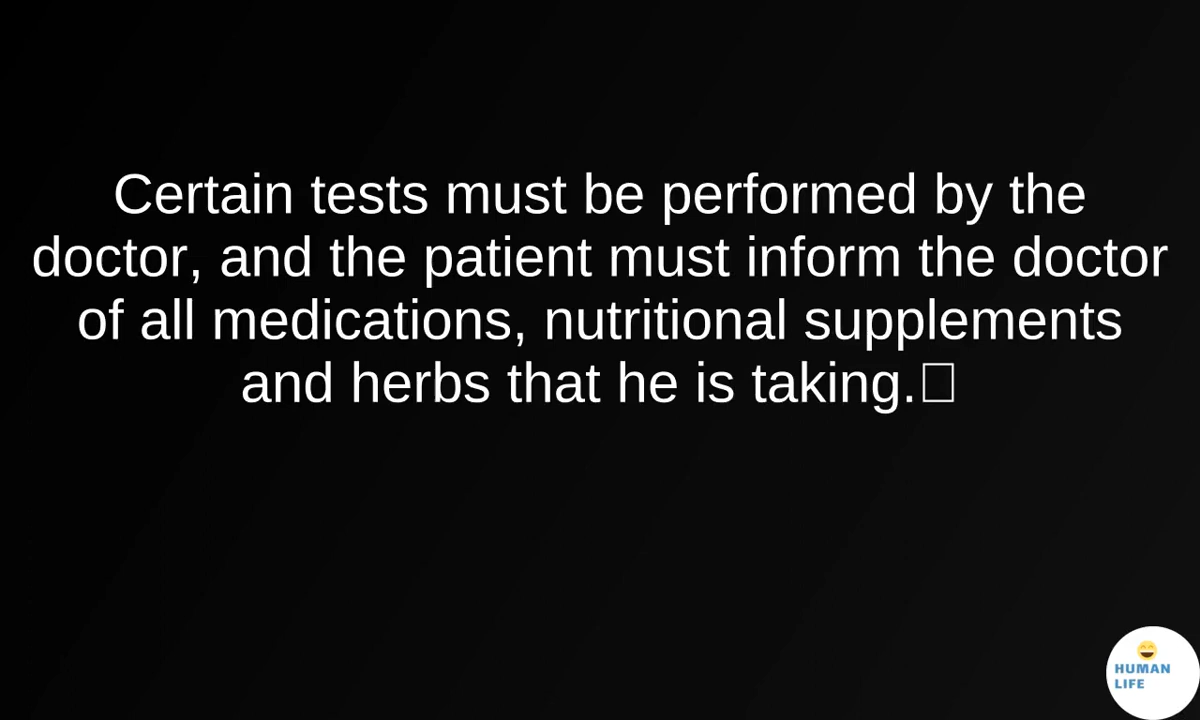 Certain tests must be performed by the
doctor, and the patient must inform the doctor
of all medications, nutritional supplements
and herbs that he is taking.
HUMAN
LIFE